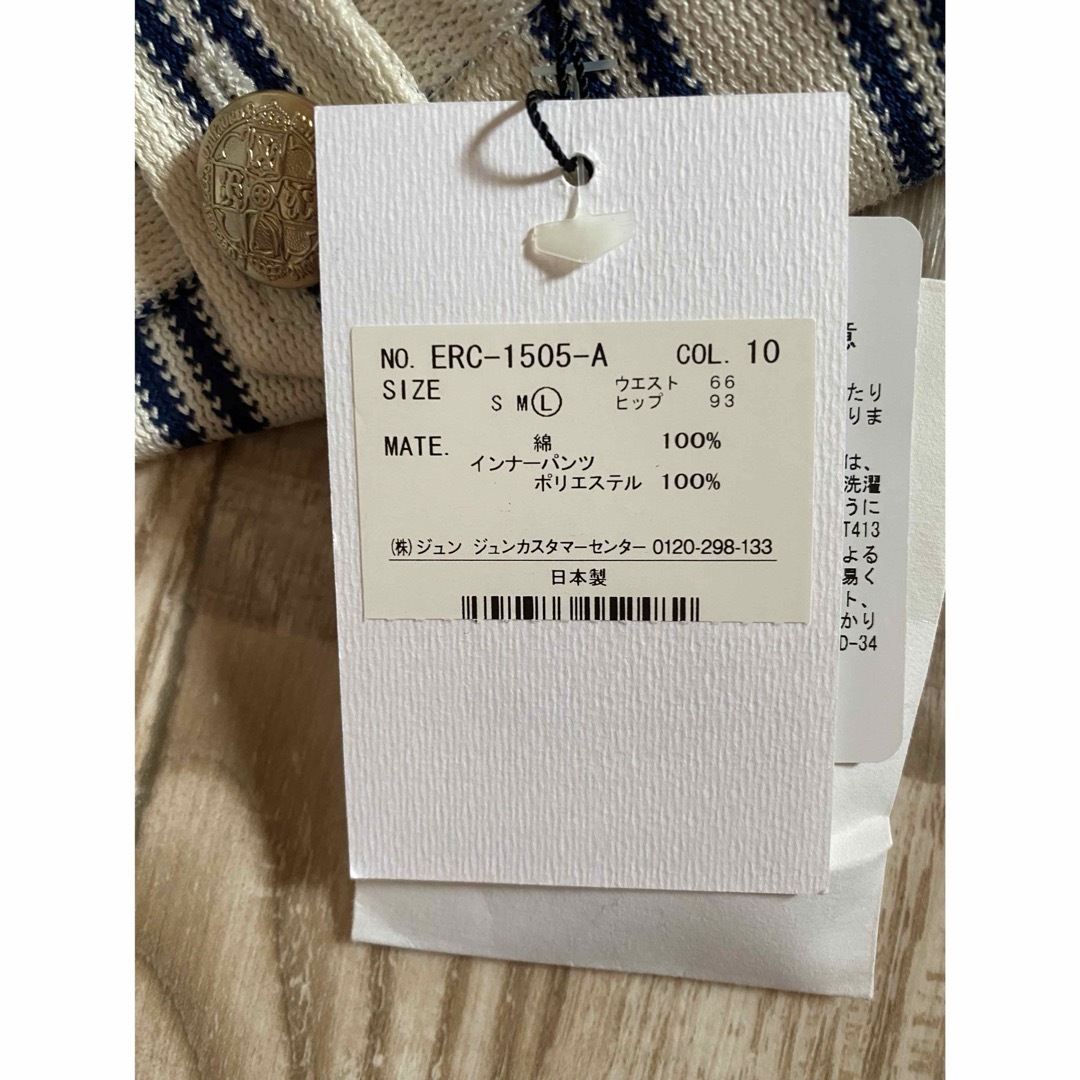 NO. ERC-1505-A COL. 10
SIZE S M L ウエスト 66
ヒップ 93
MATE. 綿 100%
インナーパンツ
ポリエステル 100%
㈱ジュン ジュンカスタマーセンター 0120-298-133
日本製
意
たり
りま
は、
洗濯
うに
T413
よる
易く
ト、
かり
D-34